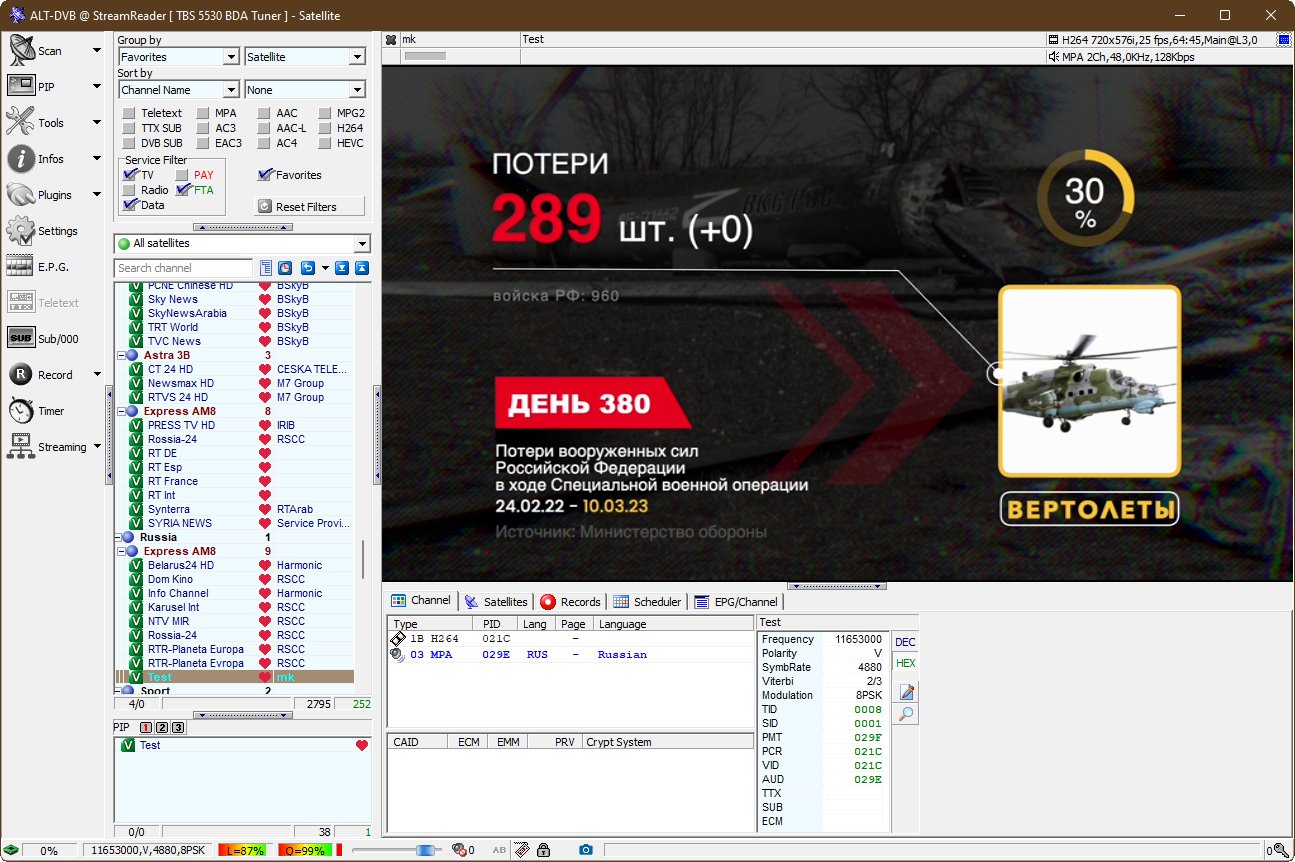 ALT-DVB @ StreamReader [ TBS 5530 BDA Tuner ] - Satellite
Scan
PIP
Tools
Infos
Plugins
Settings
E.P.G.
Teletext
TTX
SUB Sub/000
R Record
Timer
Streaming
Group by
Favorites Satellite
Sort by
Channel Name None
Teletext MPA AAC MPG2
TTX SUB AC3 AAC-L H264
DVB SUB EAC3 AC4 HEVC
Service Filter
TV PAY Favorites
Radio FTA
Data Reset Filters
All satellites
Search channel
PCNE Chinese HD BSkyB
Sky News BSkyB
SkyNewsArabia BSkyB
TRT World BSkyB
TVC News BSkyB
Astra 3B 3
CT 24 HD CESKA TELE...
Newsmax HD M7 Group
RTVS 24 HD M7 Group
Express AM8 8
PRESS TV HD IRIB
Rossia-24 RSCC
RT DE
RT Esp
RT France
RT Int
Synterra RTArab
SYRIA NEWS Service Provi...
Russia 1
Express AM8 9
Belarus24 HD Harmonic
Dom Kino RSCC
Info Channel Harmonic
Karusel Int RSCC
NTV MIR RSCC
Rossia-24 RSCC
RTR-Planeta Europa RSCC
RTR-Planeta Evropa RSCC
Test mk
Sport 2
4/0 2795 252
PIP 1 2 3
Test
0/0 38 1
mk Test H264 720x576i,25 fps,64:45,Main@L3,0
MPA 2Ch,48,0KHz,128Kbps
ПОТЕРИ
289 шт. (+0)
30
%
войска РФ: 960
ВКС РОССИИ
ДЕНЬ 380
Потери вооруженных сил
Российской Федерации
в ходе Специальной военной операции
24.02.22 – 10.03.23
Источник: Министерство обороны
ВЕРТОЛЕТЫ
Channel Satellites Records Scheduler EPG/Channel
Type PID Lang Page Language
1B H264 021C -
03 MPA 029E RUS - Russian
CAID ECM EMM PRV Crypt System
Test
Frequency 11653000
Polarity V
SymbRate 4880
Viterbi 2/3
Modulation 8PSK
TID 0008
SID 0001
PMT 029F
PCR 021C
VID 021C
AUD 029E
TTX
SUB
ECM
DEC
HEX
0% 11653000,V,4880,8PSK L=87% Q=99% 0 AB 0